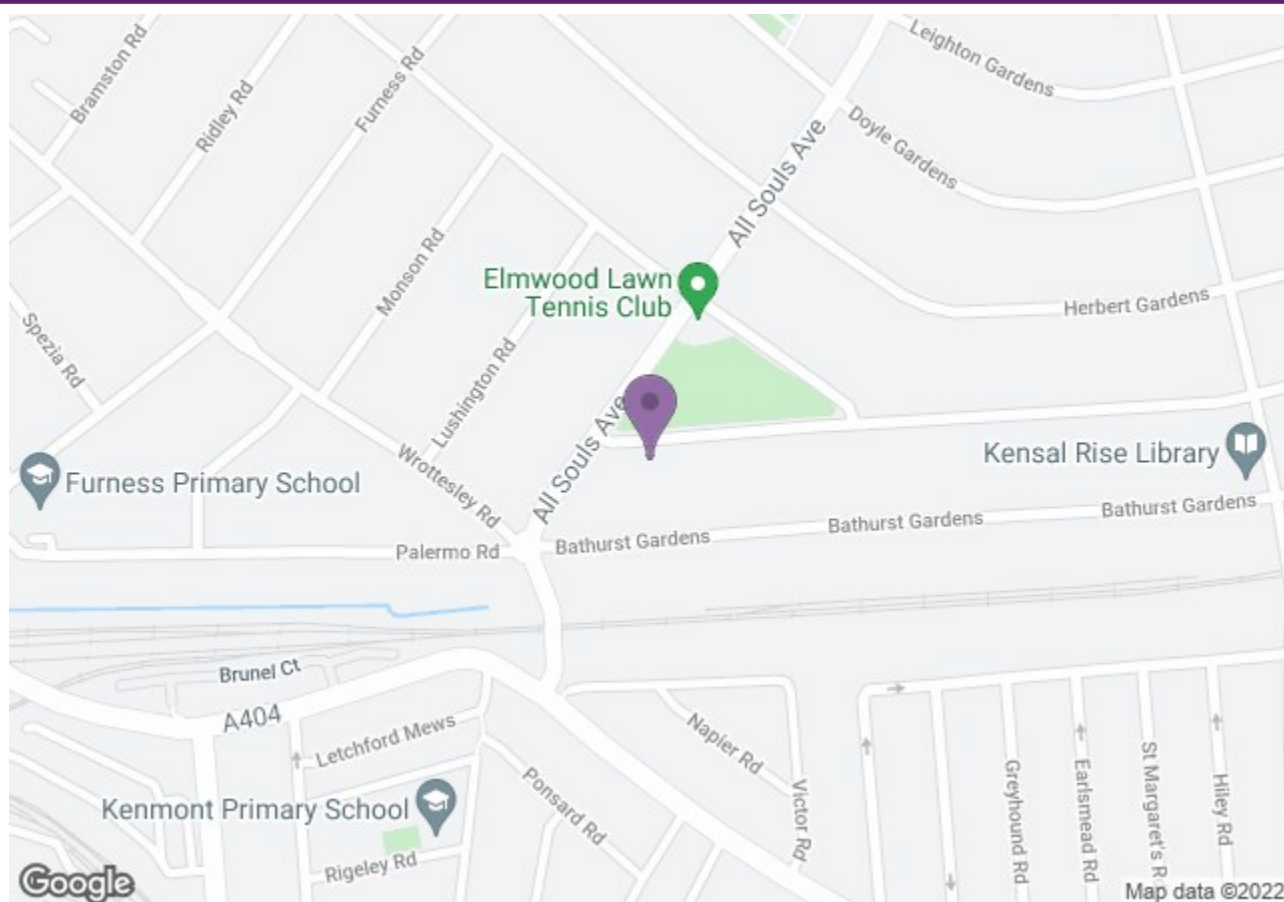 Bramston Rd
Ridley Rd
Furness Rd
Leighton Gardens
Doyle Gardens
All Souls Ave
Monson Rd
Elmwood Lawn
Tennis Club
Herbert Gardens
Spezia Rd
Lushington Rd
All Souls Ave
Wrottesley Rd
Kensal Rise Library
Furness Primary School
Bathurst Gardens
Bathurst Gardens
Bathurst Gardens
Palermo Rd
Brunel Ct
A404
Letchford Mews
Napier Rd
Victor Rd
Greyhound Rd
Earlsmead Rd
St Margaret's Rd
Hiley Rd
Kenmont Primary School
Ponsard Rd
Rigeley Rd
Google
Map data ©2022